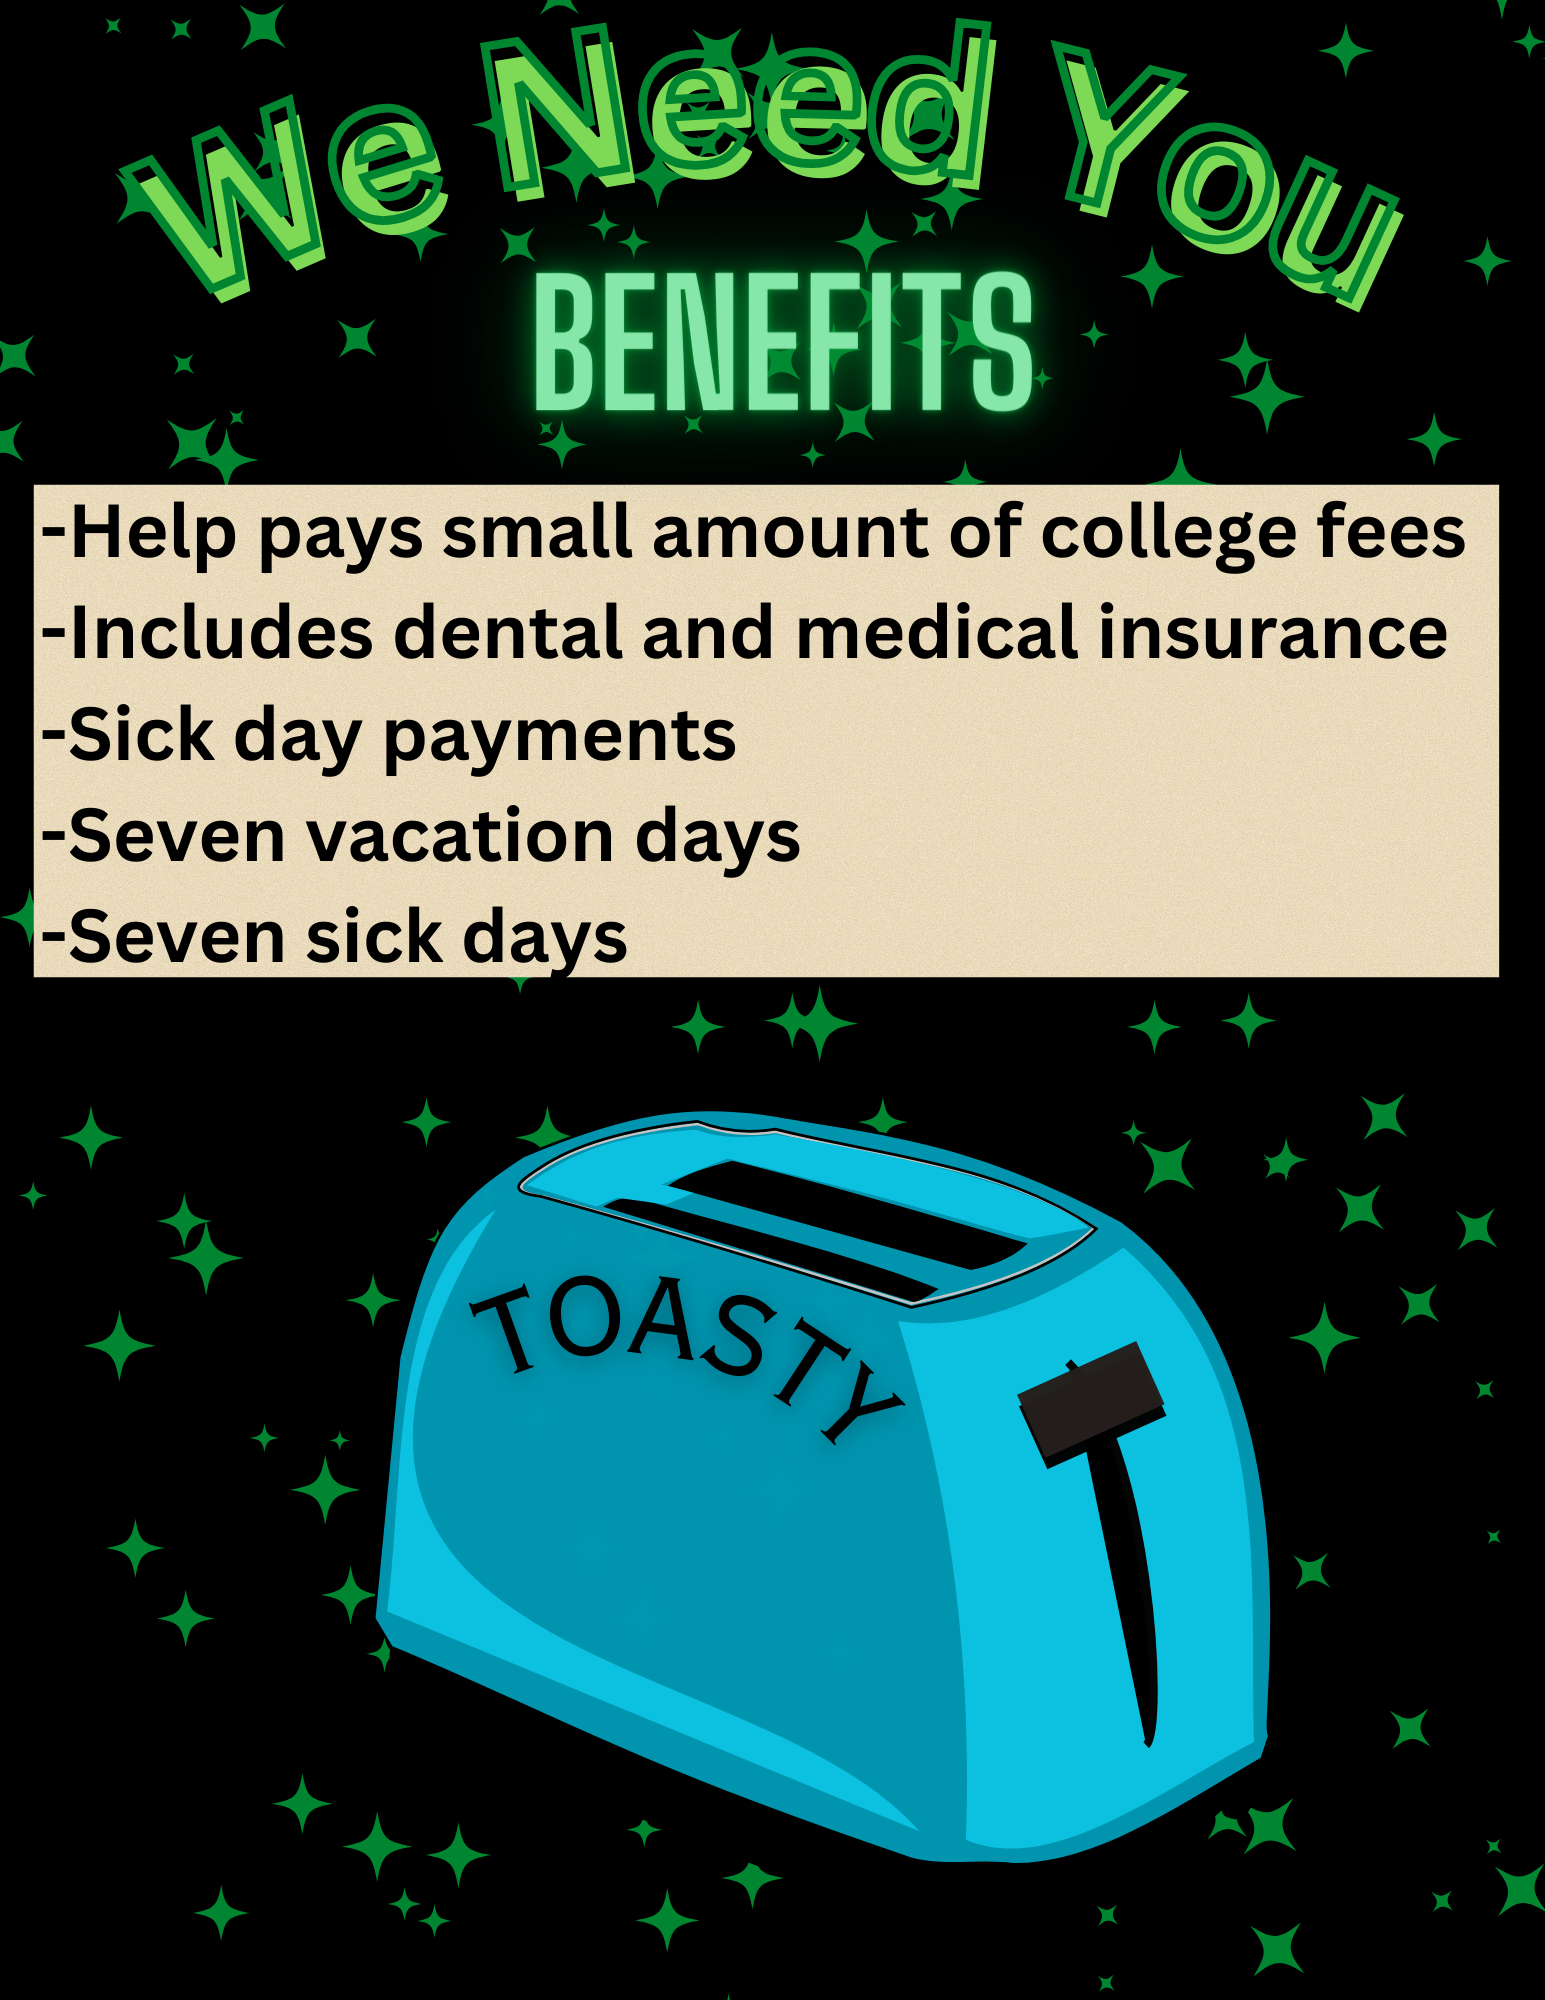 We Need You
BENEFITS
-Help pays small amount of college fees
-Includes dental and medical insurance
-Sick day payments
-Seven vacation days
-Seven sick days
TOASTY